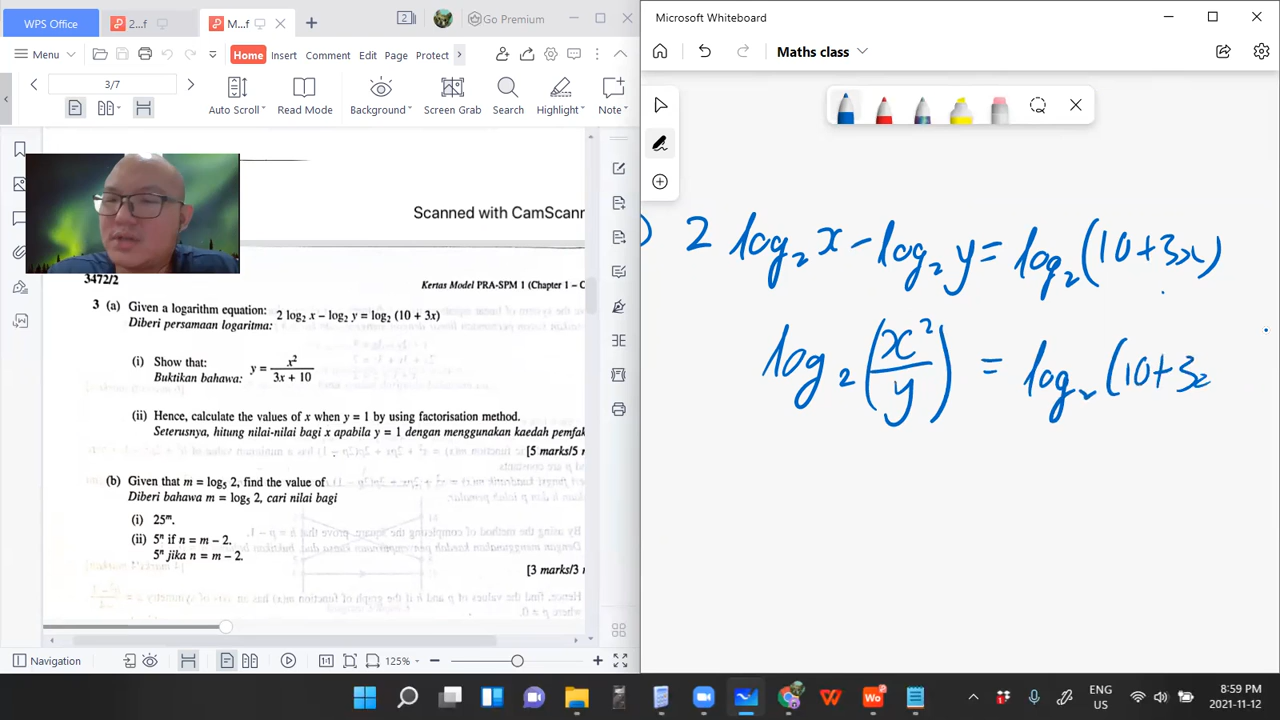 WPS Office
2...f
M...f
2
Go Premium
Menu
Home
Insert
Comment
Edit
Page
Protect
3/7
Auto Scroll
Read Mode
Background
Screen Grab
Search
Highlight
Note
Scanned with CamScann
3472/2
Kertas Model PRA-SPM 1 (Chapter 1 – C
3 (a) Given a logarithm equation: 2 log₂ x – log₂ y = log₂ (10 + 3x)
Diberi persamaan logaritma:
(i) Show that: y = x²/(3x + 10)
Buktikan bahawa:
(ii) Hence, calculate the values of x when y = 1 by using factorisation method.
Seterusnya, hitung nilai-nilai bagi x apabila y = 1 dengan menggunakan kaedah pemfak
[5 marks/5 r
(b) Given that m = log₅ 2, find the value of
Diberi bahawa m = log₅ 2, cari nilai bagi
(i) 25ᵐ.
(ii) 5ⁿ if n = m – 2.
5ⁿ jika n = m – 2.
[3 marks/3 r
Navigation
125%
Microsoft Whiteboard
Maths class
) 2 log₂ x – log₂ y = log₂ (10+3x)
log₂ (x²/y) = log₂ (10+3
ENG
US
8:59 PM
2021-11-12